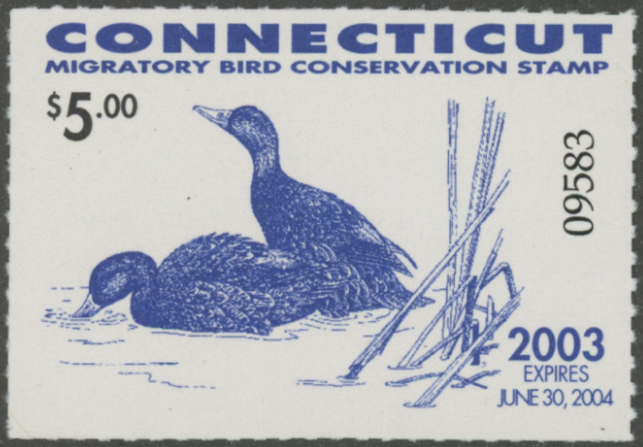 CONNECTICUT
MIGRATORY BIRD CONSERVATION STAMP
$5.00
09583
2003
EXPIRES
JUNE 30, 2004